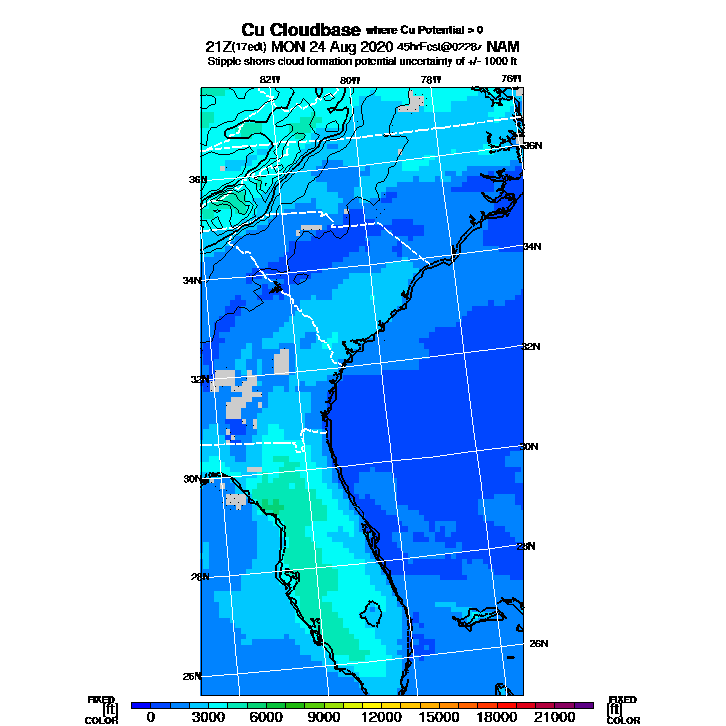 Cu Cloudbase where Cu Potential > 0
21Z(17edt) MON 24 Aug 2020 45hrFcst@0228z NAM
Stipple shows cloud formation potential uncertainty of +/- 1000 ft
82W 80W 78W 76W
36N
36N
34N
34N
32N
32N
30N
30N
28N
28N
26N
26N
FIXED FIXED
[ft] [ft]
COLOR COLOR
0 3000 6000 9000 12000 15000 18000 21000